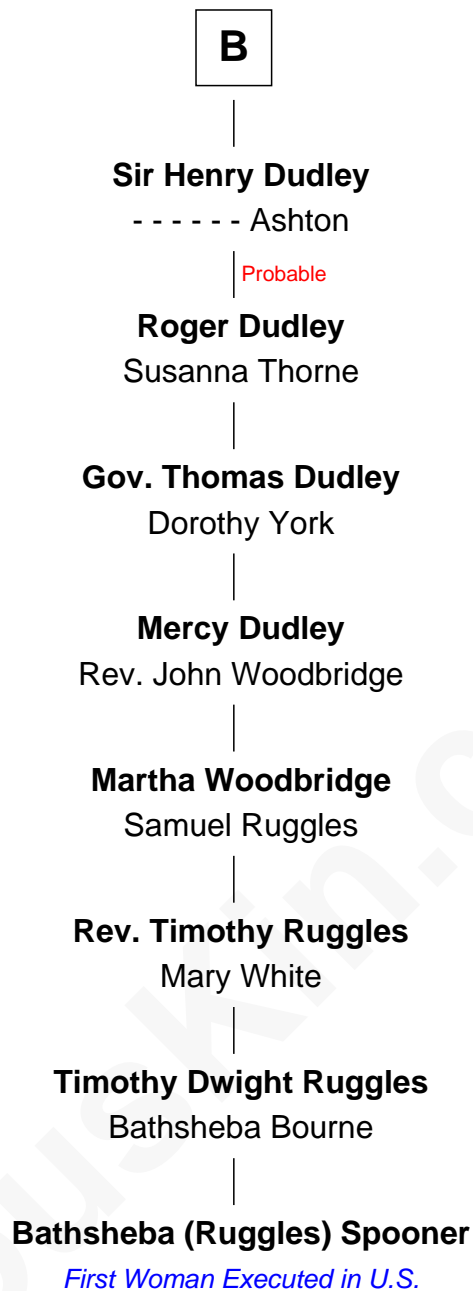 B
Sir Henry Dudley
- - - - - - Ashton
Probable
Roger Dudley
Susanna Thorne
Gov. Thomas Dudley
Dorothy York
Mercy Dudley
Rev. John Woodbridge
Martha Woodbridge
Samuel Ruggles
Rev. Timothy Ruggles
Mary White
Timothy Dwight Ruggles
Bathsheba Bourne
Bathsheba (Ruggles) Spooner
First Woman Executed in U.S.